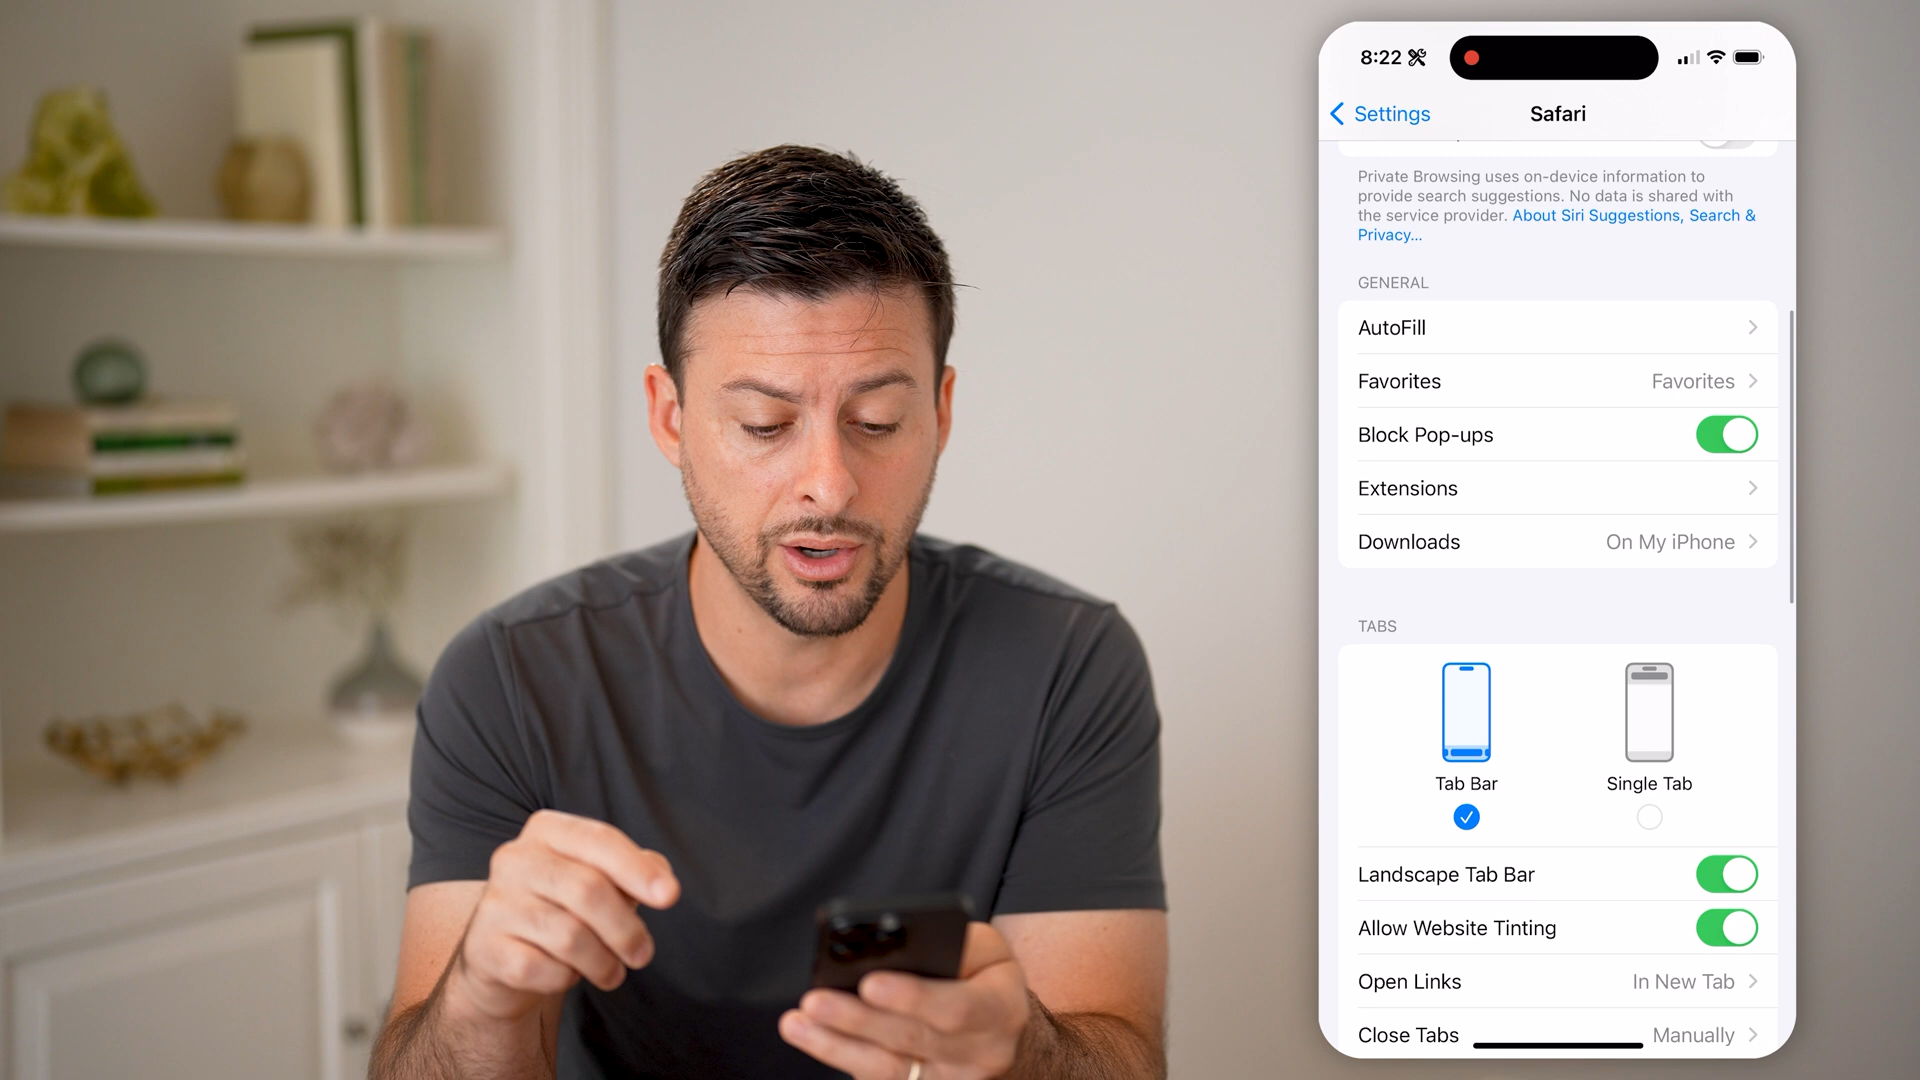 8:22
Settings
Safari
Private Browsing uses on-device information to
provide search suggestions. No data is shared with
the service provider. About Siri Suggestions, Search &
Privacy...
GENERAL
AutoFill
Favorites Favorites
Block Pop-ups
Extensions
Downloads On My iPhone
TABS
Tab Bar Single Tab
Landscape Tab Bar
Allow Website Tinting
Open Links In New Tab
Close Tabs Manually